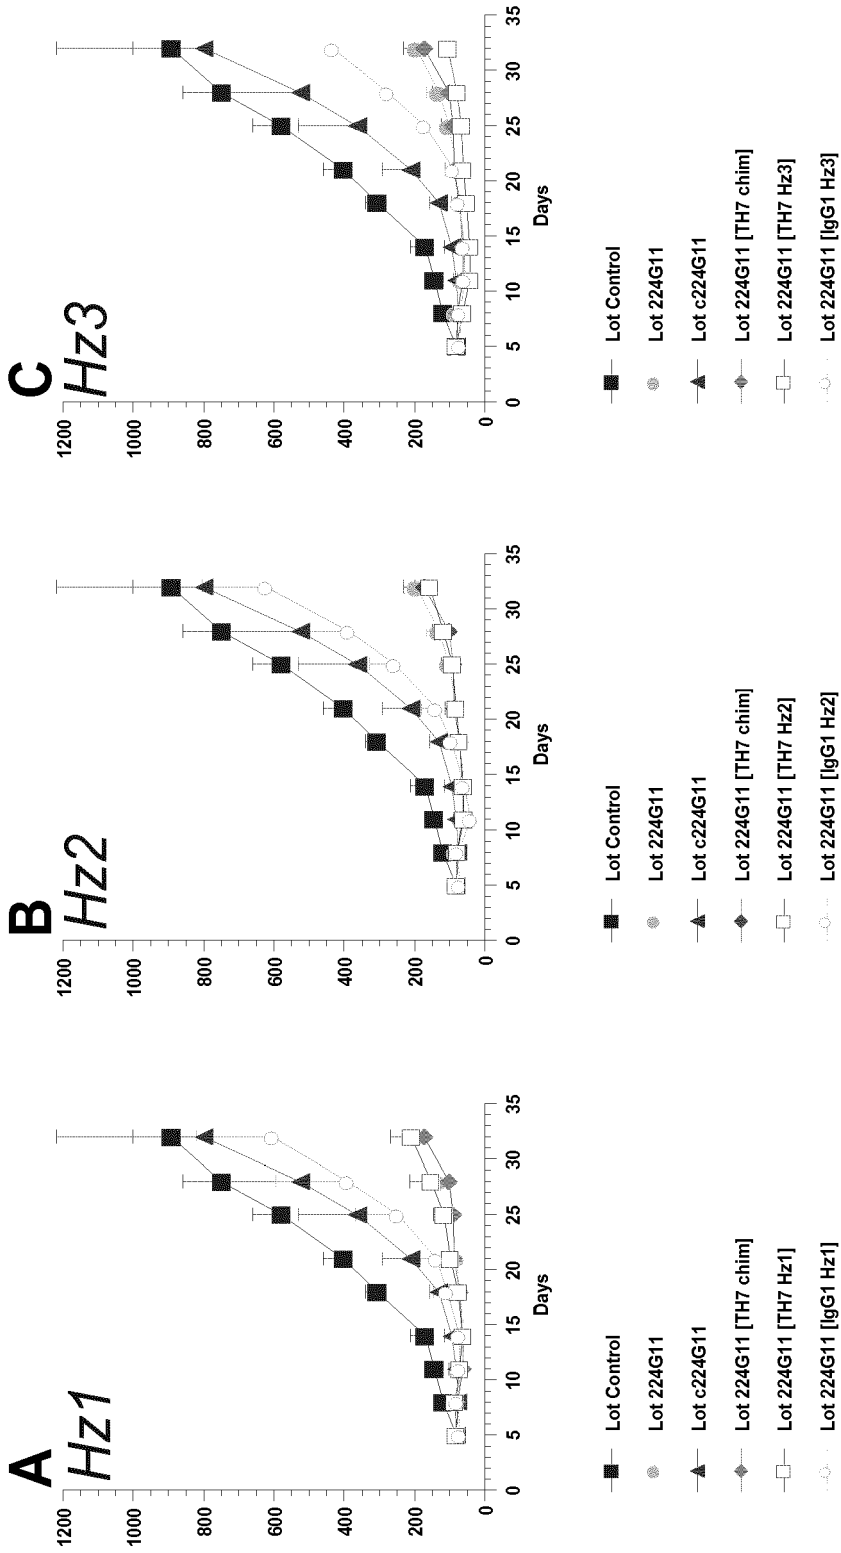 A
Hz1
1200
1000
800
600
400
200
0
0
5
10
15
20
25
30
35
Days
Lot Control
Lot 224G11
Lot c224G11
Lot 224G11 [TH7 chim]
Lot 224G11 [TH7 Hz1]
Lot 224G11 [IgG1 Hz1]
B
Hz2
1200
1000
800
600
400
200
0
0
5
10
15
20
25
30
35
Days
Lot Control
Lot 224G11
Lot c224G11
Lot 224G11 [TH7 chim]
Lot 224G11 [TH7 Hz2]
Lot 224G11 [IgG1 Hz2]
C
Hz3
1200
1000
800
600
400
200
0
0
5
10
15
20
25
30
35
Days
Lot Control
Lot 224G11
Lot c224G11
Lot 224G11 [TH7 chim]
Lot 224G11 [TH7 Hz3]
Lot 224G11 [IgG1 Hz3]